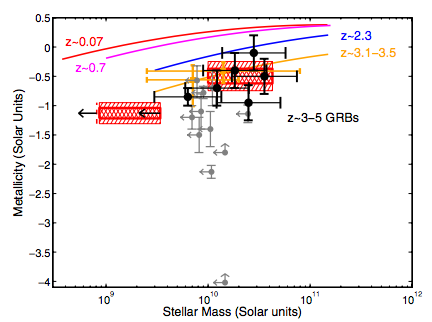 0.5
z~0.07
z~0.7
z~2.3
z~3.1-3.5
0
-0.5
-1
z~3-5 GRBs
-1.5
-2
-2.5
-3
-3.5
-4
Metallicity (Solar Units)
10^9
10^10
10^11
10^12
Stellar Mass (Solar units)